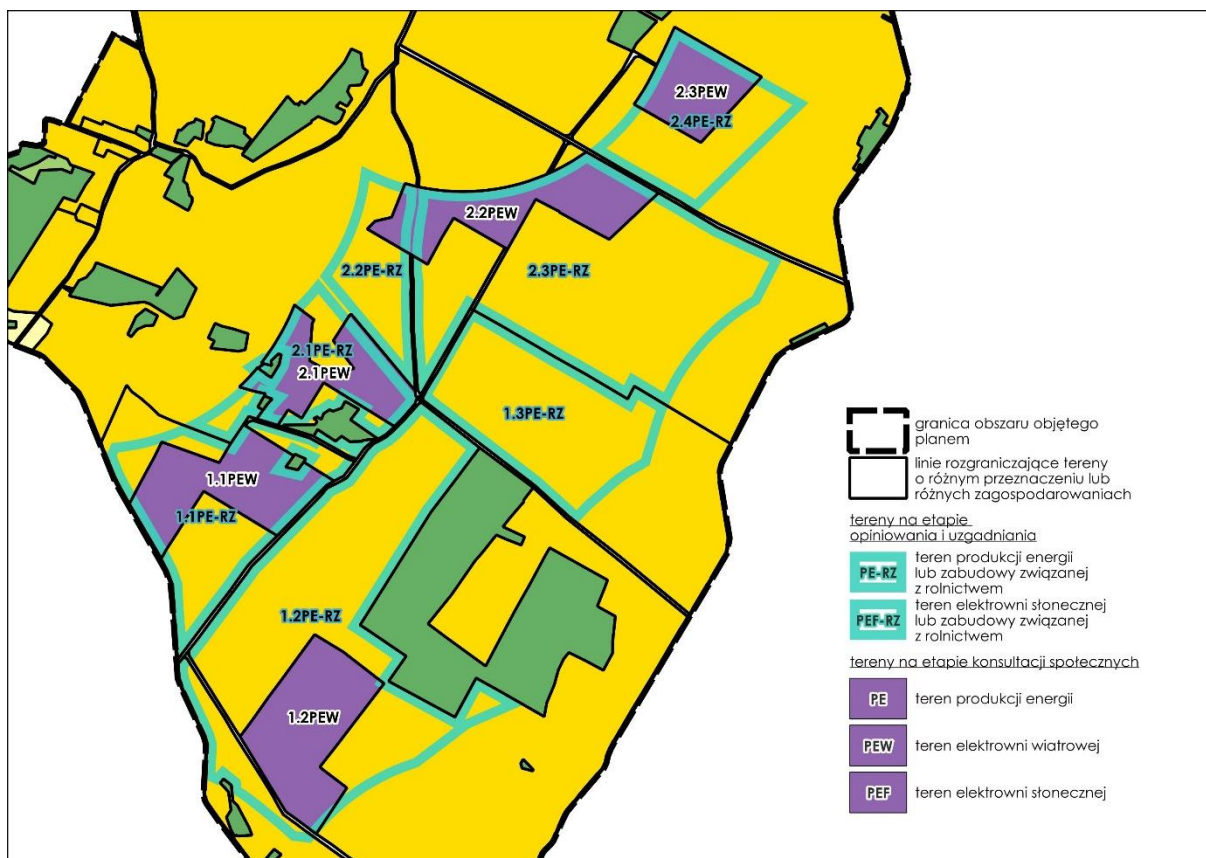 2.3PEW
2.4PE-RZ
2.2PEW
2.2PE-RZ
2.3PE-RZ
2.1PE-RZ
2.1PEW
1.3PE-RZ
1.1PEW
1.1PE-RZ
1.2PE-RZ
1.2PEW
granica obszaru objętego
planem
linie rozgraniczające tereny
o różnym przeznaczeniu lub
różnych zagospodarowaniach
tereny na etapie
opiniowania i uzgadniania
PE-RZ
teren produkcji energii
lub zabudowy związanej
z rolnictwem
PEF-RZ
teren elektrowni słonecznej
lub zabudowy związanej
z rolnictwem
tereny na etapie konsultacji społecznych
PE
teren produkcji energii
PEW
teren elektrowni wiatrowej
PEF
teren elektrowni słonecznej